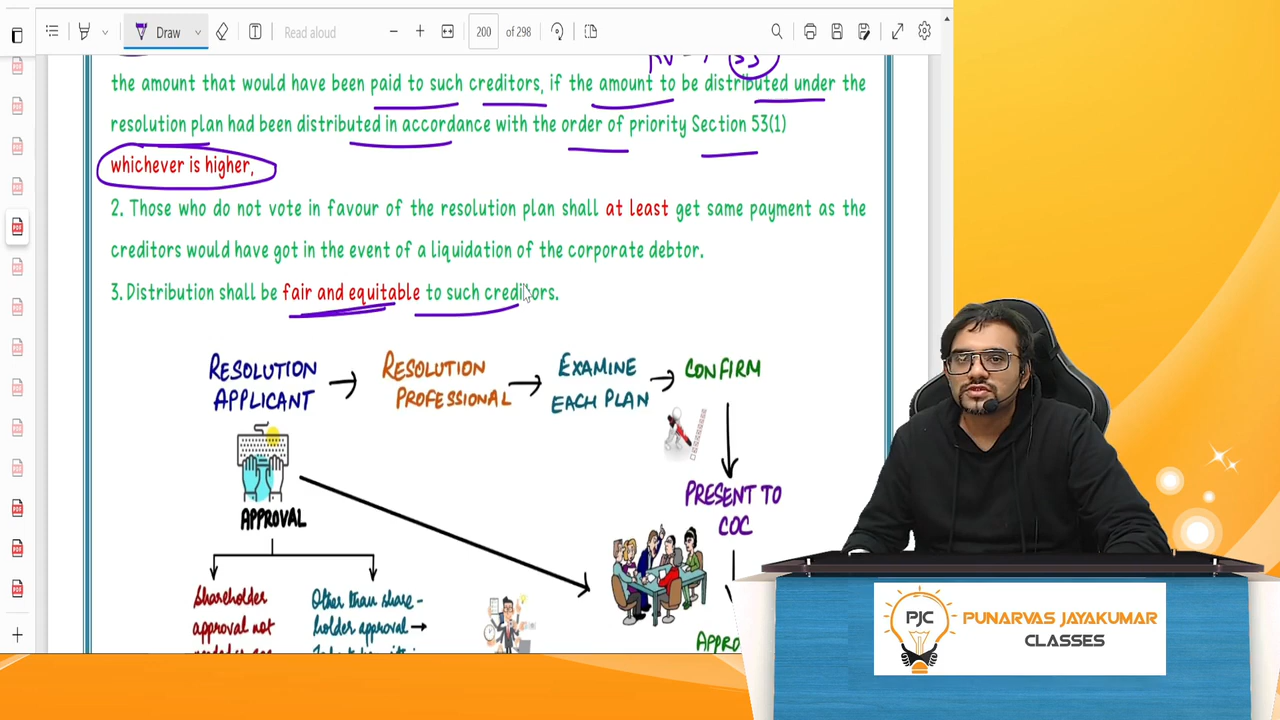 Draw
Read aloud
200 of 298
53
the amount that would have been paid to such creditors, if the amount to be distributed under the
resolution plan had been distributed in accordance with the order of priority Section 53(1)
whichever is higher,
2. Those who do not vote in favour of the resolution plan shall at least get same payment as the
creditors would have got in the event of a liquidation of the corporate debtor.
3. Distribution shall be fair and equitable to such creditors.
RESOLUTION APPLICANT
RESOLUTION PROFESSIONAL
EXAMINE EACH PLAN
CONFIRM
PRESENT TO
COC
APPROVAL
Shareholder
approval not
Other than share-
holder approval →
APPRO
PJC
PUNARVAS JAYAKUMAR
CLASSES